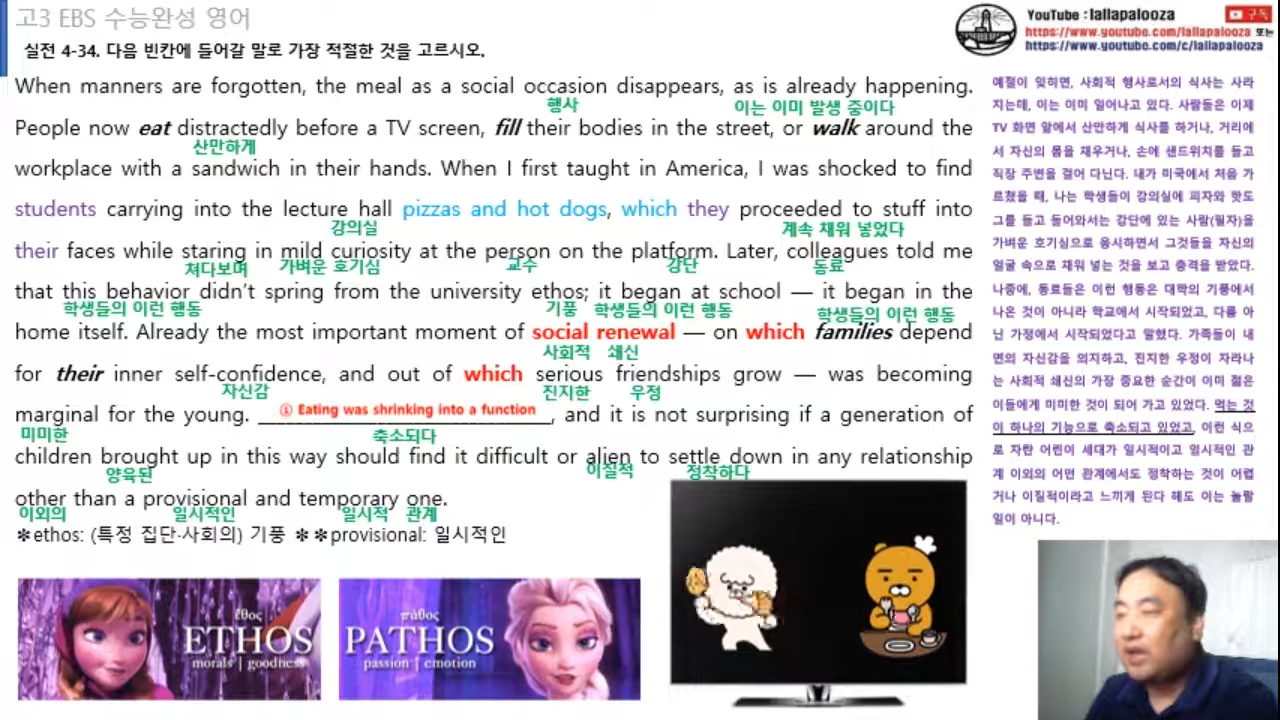 고3 EBS 수능완성 영어
YouTube : lallapalooza
구독
https://www.youtube.com/lallapalooza 또는
https://www.youtube.com/c/lallapalooza
실전 4-34. 다음 빈칸에 들어갈 말로 가장 적절한 것을 고르시오.
When manners are forgotten, the meal as a social occasion disappears, as is already happening.
행사 이는 이미 발생 중이다
People now eat distractedly before a TV screen, fill their bodies in the street, or walk around the
산만하게
workplace with a sandwich in their hands. When I first taught in America, I was shocked to find
students carrying into the lecture hall pizzas and hot dogs, which they proceeded to stuff into
강의실 계속 채워 넣었다
their faces while staring in mild curiosity at the person on the platform. Later, colleagues told me
쳐다보며 가벼운 호기심 교수 강단 동료
that this behavior didn't spring from the university ethos; it began at school — it began in the
학생들의 이런 행동 기풍 학생들의 이런 행동 학생들의 이런 행동
home itself. Already the most important moment of social renewal — on which families depend
사회적 쇄신
for their inner self-confidence, and out of which serious friendships grow — was becoming
자신감 진지한 우정
marginal for the young. ① Eating was shrinking into a function, and it is not surprising if a generation of
미미한 축소되다
children brought up in this way should find it difficult or alien to settle down in any relationship
양육된 이질적 정착하다
other than a provisional and temporary one.
이외의 일시적인 일시적 관계
＊ethos: (특정 집단·사회의) 기풍 ＊＊provisional: 일시적인
예절이 잊히면, 사회적 행사로서의 식사는 사라
지는데, 이는 이미 일어나고 있다. 사람들은 이제
TV 화면 앞에서 산만하게 식사를 하거나, 거리에
서 자신의 몸을 채우거나, 손에 샌드위치를 들고
직장 주변을 걸어 다닌다. 내가 미국에서 처음 가
르쳤을 때, 나는 학생들이 강의실에 피자와 핫도
그를 들고 들어와서는 강단에 있는 사람(필자)을
가벼운 호기심으로 응시하면서 그것들을 자신의
얼굴 속으로 채워 넣는 것을 보고 충격을 받았다.
나중에, 동료들은 이런 행동은 대학의 기풍에서
나온 것이 아니라 학교에서 시작되었고, 다름 아
닌 가정에서 시작되었다고 말했다. 가족들이 내
면의 자신감을 의지하고, 진지한 우정이 자라나
는 사회적 쇄신의 가장 중요한 순간이 이미 젊은
이들에게 미미한 것이 되어 가고 있었다. 먹는 것
이 하나의 기능으로 축소되고 있었고, 이런 식으
로 자란 어린이 세대가 일시적이고 일시적인 관
계 이외의 어떤 관계에서도 정착하는 것이 어렵
거나 이질적이라고 느끼게 된다 해도 이는 놀랄
일이 아니다.
ἔθος
ETHOS
morals | goodness
πάθος
PATHOS
passion | emotion